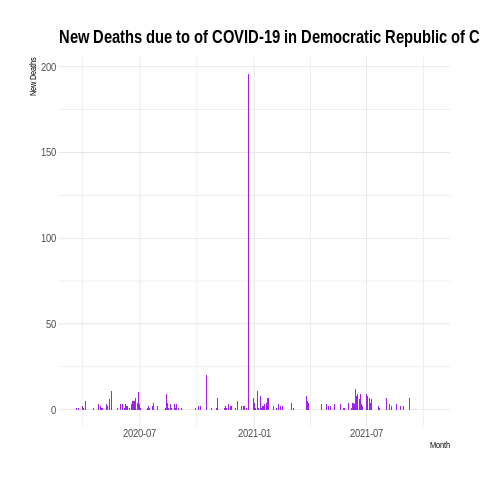 New Deaths due to of COVID-19 in Democratic Republic of C
New Deaths
200
150
100
50
0
2020-07
2021-01
2021-07
Month